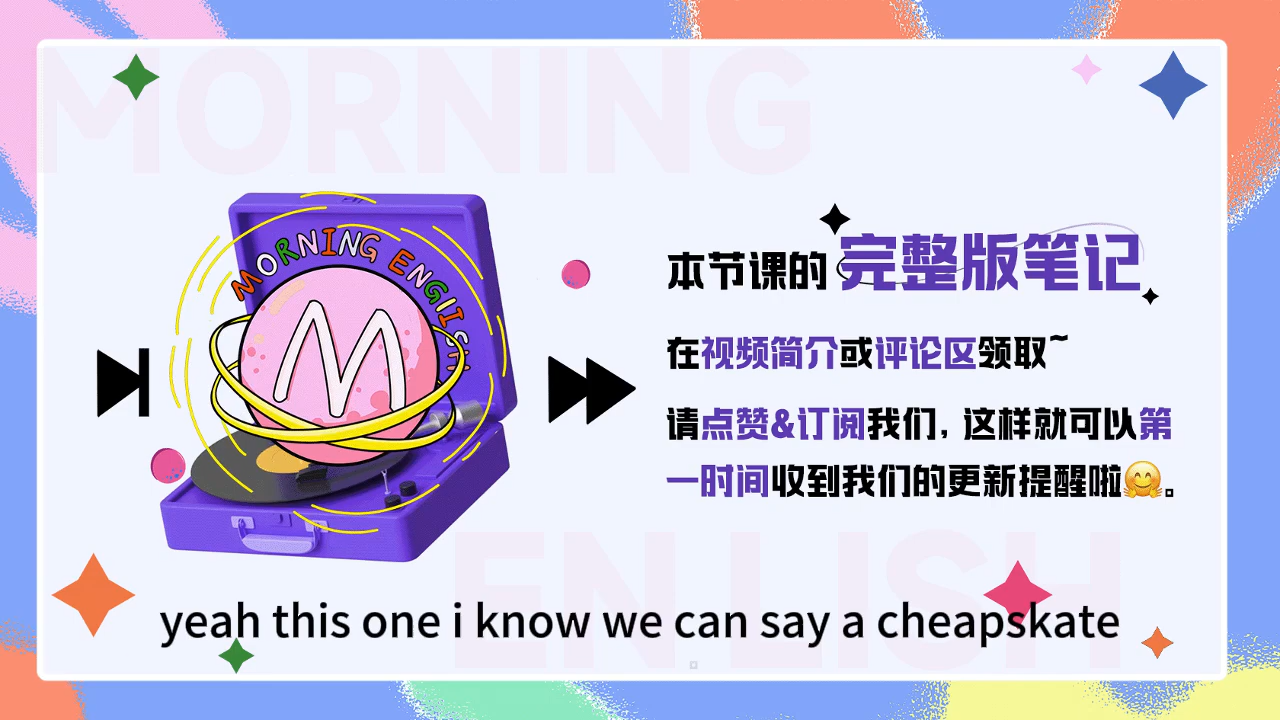 MORNING
MORNING ENGlISH
M
本节课的 完整版笔记
在视频简介或评论区领取~
请点赞&订阅我们, 这样就可以第
一时间收到我们的更新提醒啦🤗。
EN LISH
yeah this one i know we can say a cheapskate